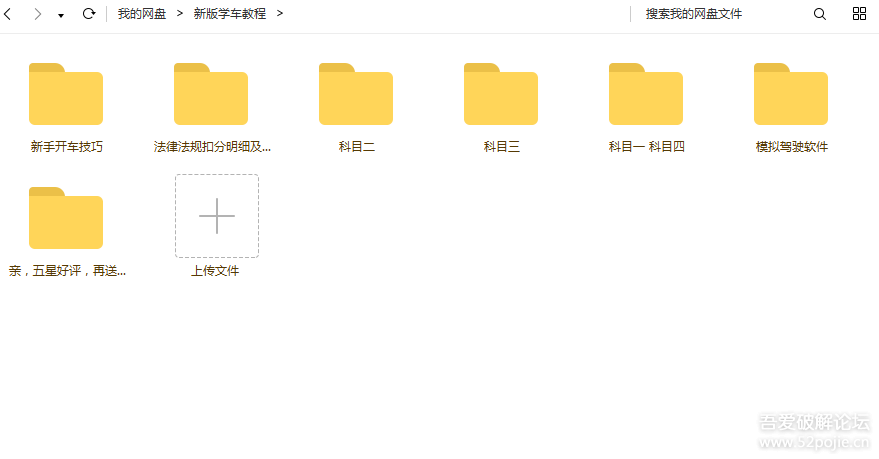 我的网盘 > 新版学车教程 >
搜索我的网盘文件
新手开车技巧
法律法规扣分明细及...
科目二
科目三
科目一 科目四
模拟驾驶软件
亲，五星好评，再送...
上传文件
吾爱破解论坛
www.52pojie.cn